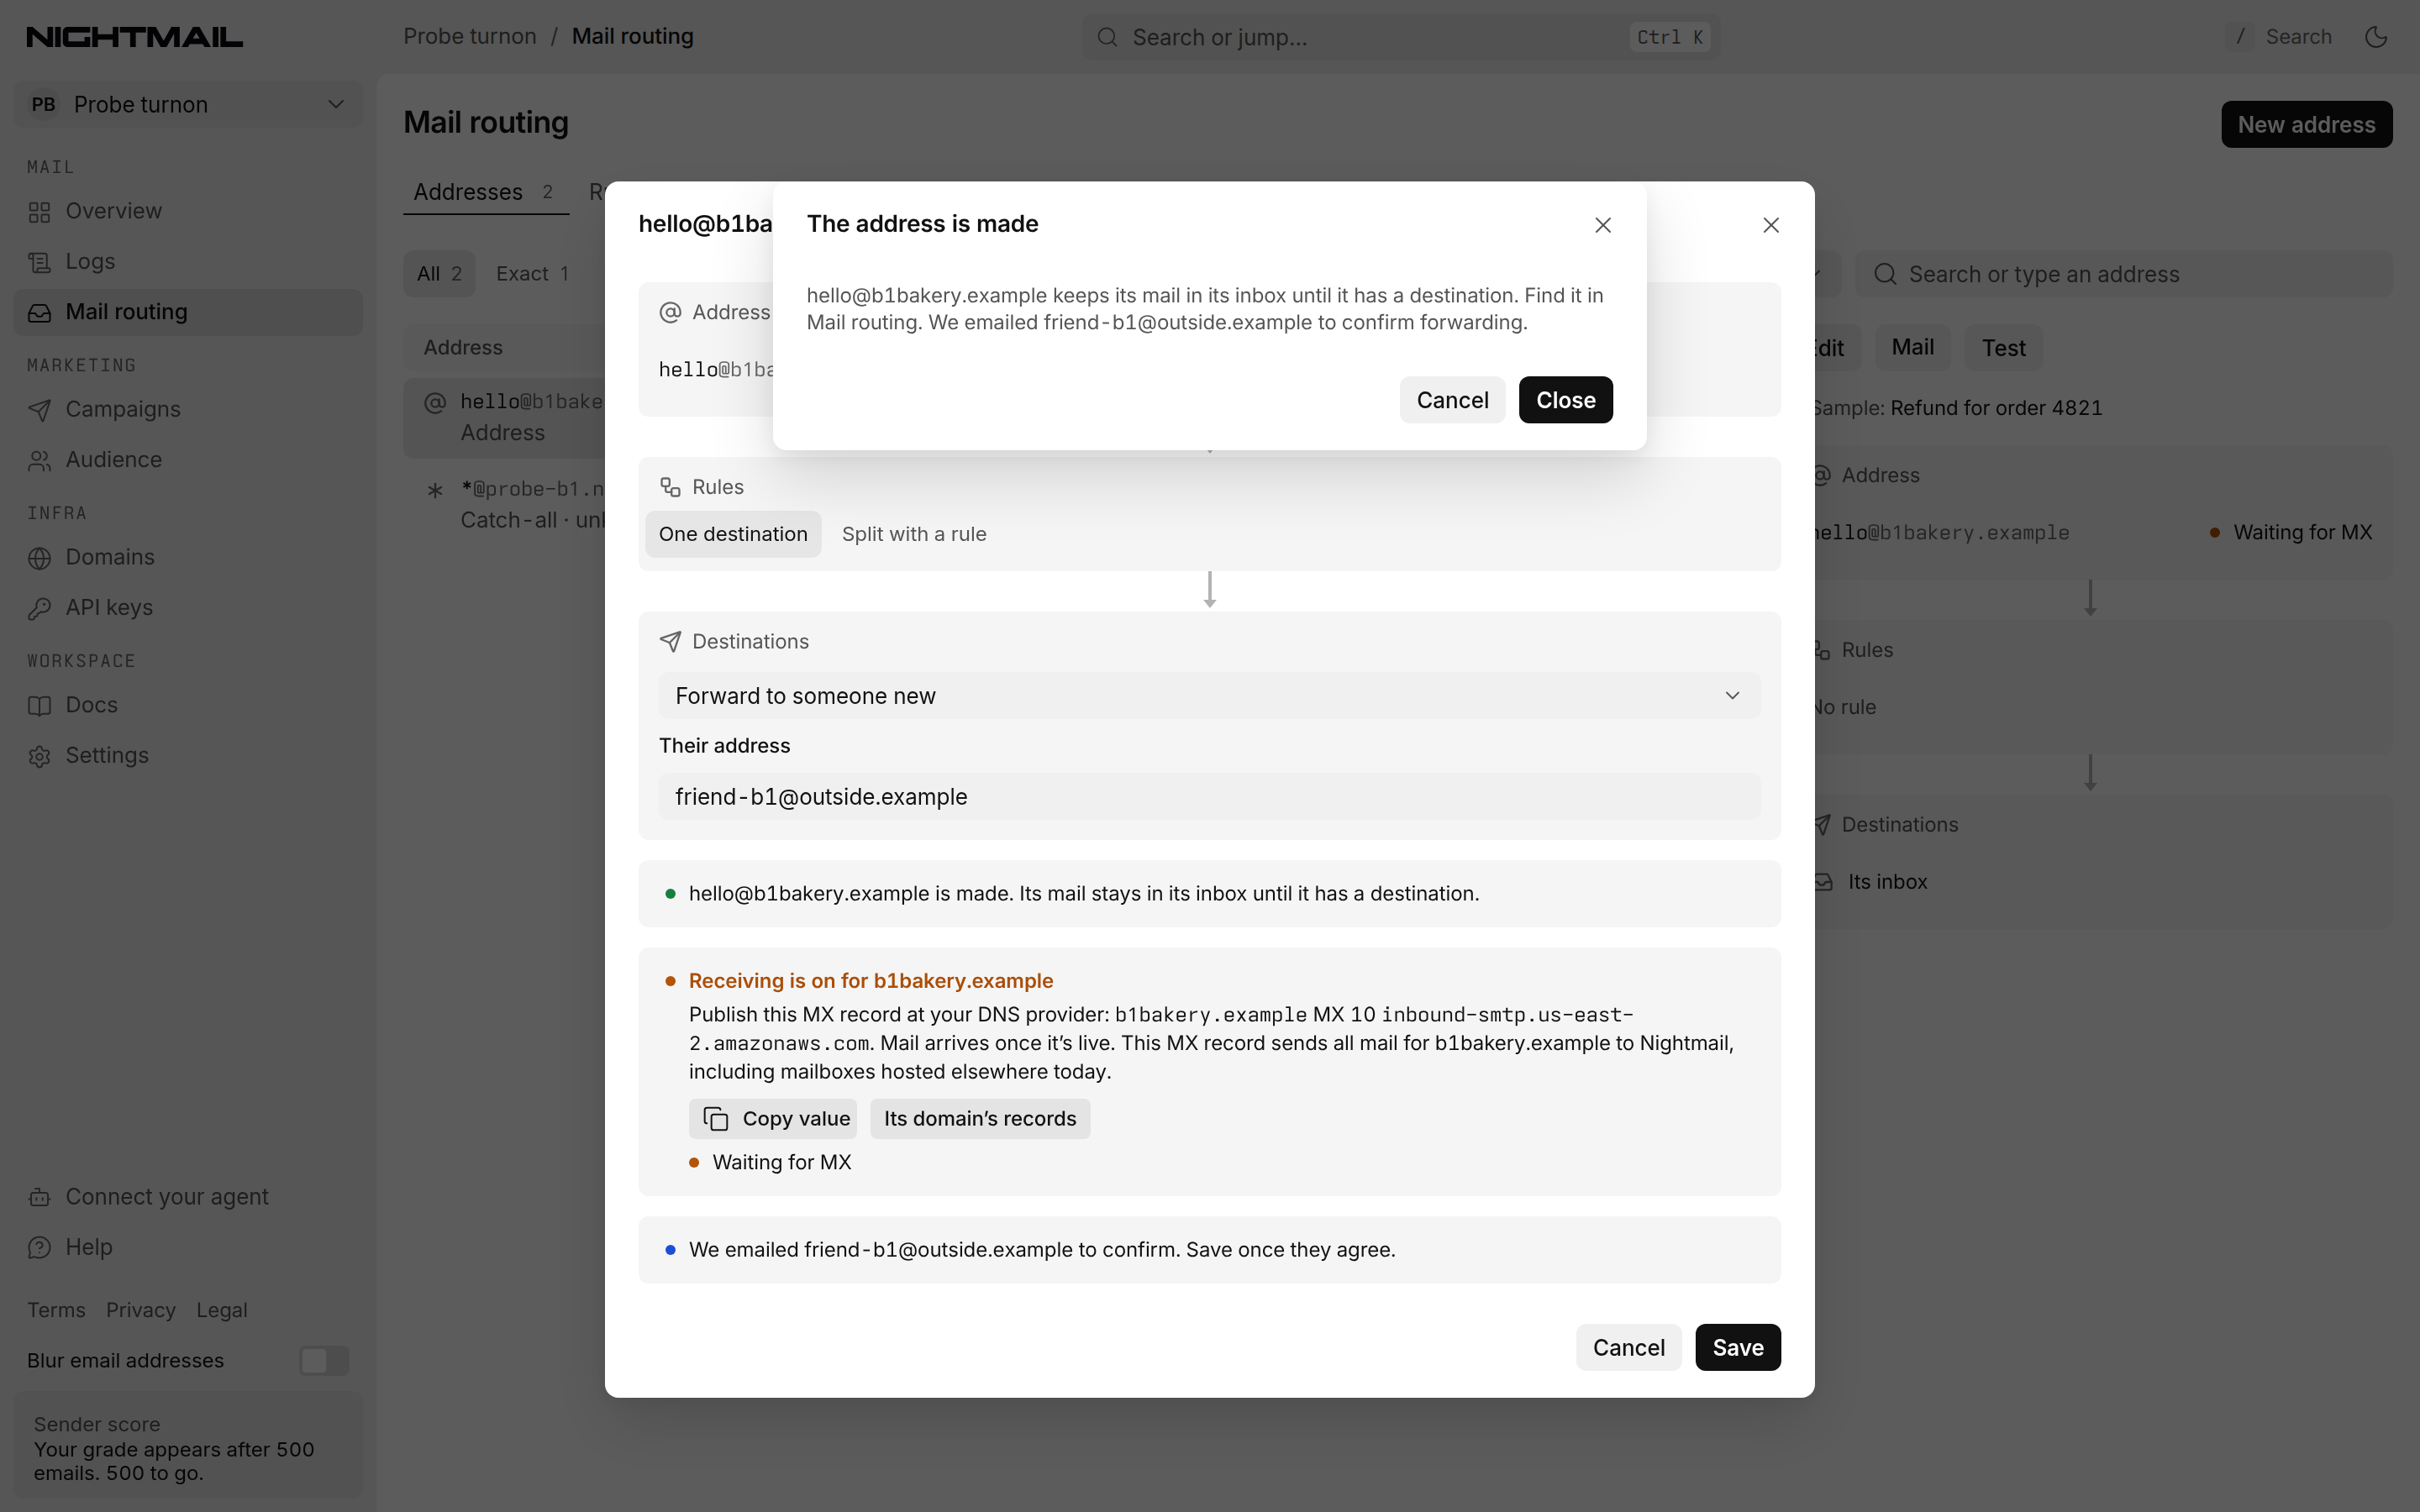 NIGHTMAIL
Probe turnon / Mail routing
Search or jump...
Ctrl K
/ Search
PB Probe turnon
MAIL
Overview
Logs
Mail routing
MARKETING
Campaigns
Audience
INFRA
Domains
API keys
WORKSPACE
Docs
Settings
Connect your agent
Help
Terms Privacy Legal
Blur email addresses
Sender score
Your grade appears after 500
emails. 500 to go.
Mail routing
New address
Addresses 2
All 2 Exact 1
Search or type an address
Address
hello@b1bake
Address
*@probe-b1.n
Catch-all ·
Mail
Test
Sample: Refund for order 4821
Address
hello@b1bakery.example
Waiting for MX
Rules
No rule
Destinations
Its inbox
hello@b1ba
Address
hello@b1ba
The address is made
hello@b1bakery.example keeps its mail in its inbox until it has a destination. Find it in
Mail routing. We emailed friend-b1@outside.example to confirm forwarding.
Cancel
Close
Rules
One destination
Split with a rule
Destinations
Forward to someone new
Their address
friend-b1@outside.example
hello@b1bakery.example is made. Its mail stays in its inbox until it has a destination.
Receiving is on for b1bakery.example
Publish this MX record at your DNS provider: b1bakery.example MX 10 inbound-smtp.us-east-
2.amazonaws.com. Mail arrives once it’s live. This MX record sends all mail for b1bakery.example to Nightmail,
including mailboxes hosted elsewhere today.
Copy value
Its domain’s records
Waiting for MX
We emailed friend-b1@outside.example to confirm. Save once they agree.
Cancel
Save